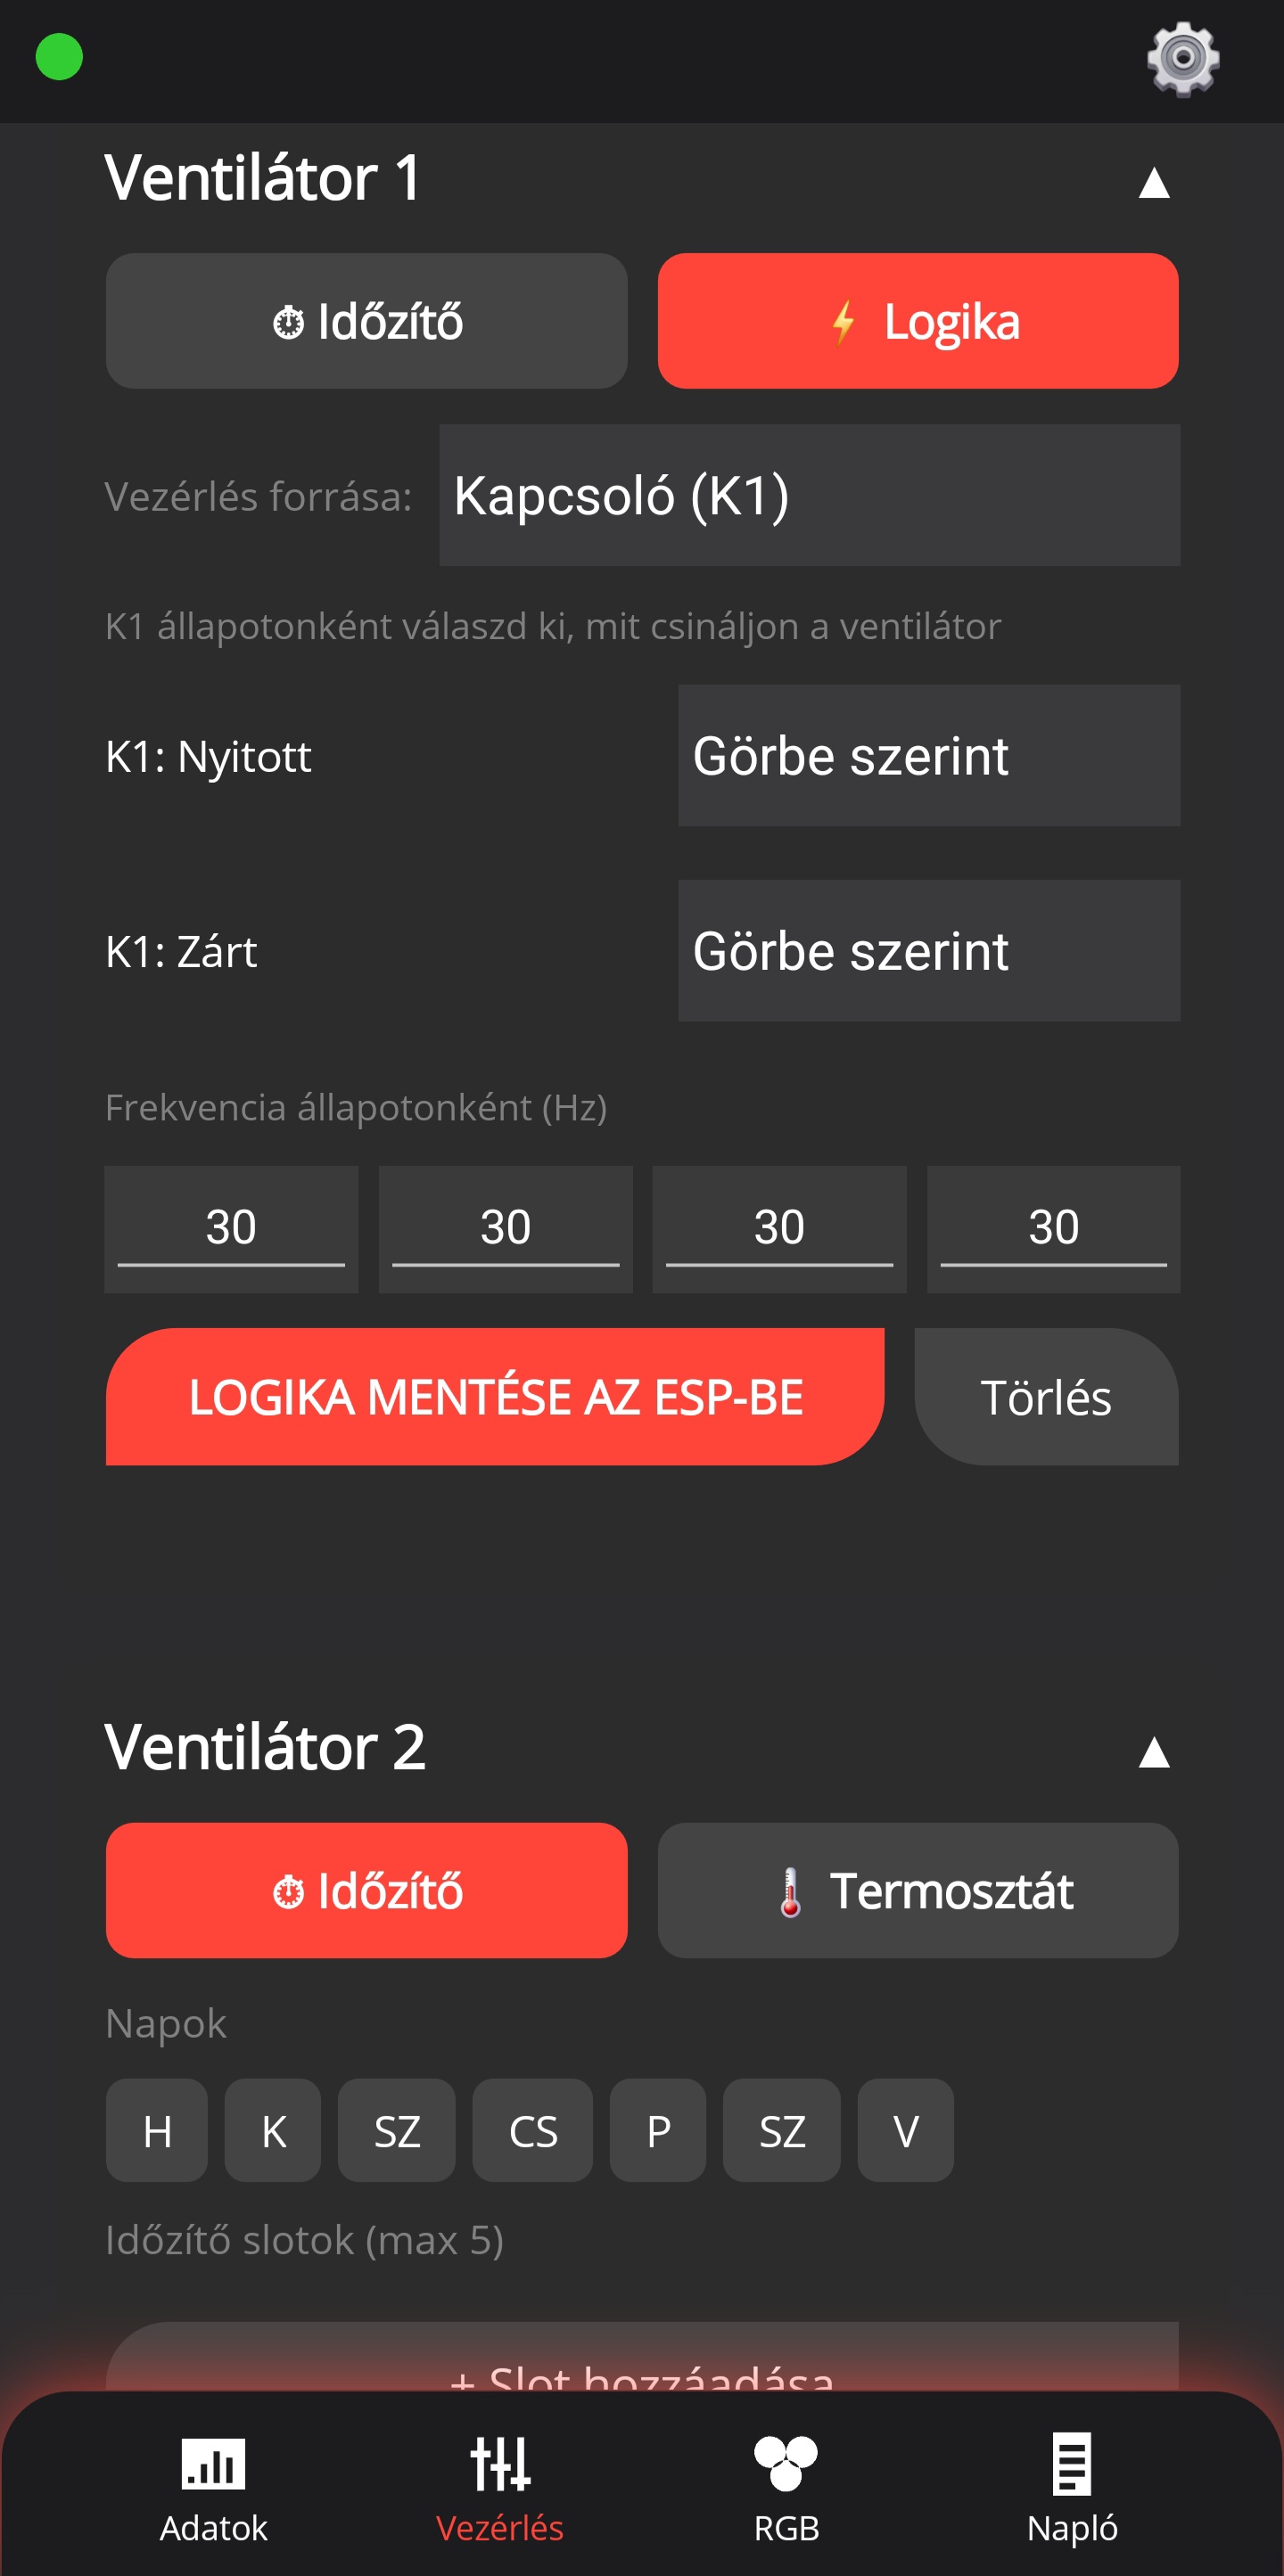 Ventilátor 1 ▲
⏱ Időzítő ⚡ Logika
Vezérlés forrása: Kapcsoló (K1)
K1 állapotonként válaszd ki, mit csináljon a ventilátor
K1: Nyitott Görbe szerint
K1: Zárt Görbe szerint
Frekvencia állapotonként (Hz)
30 30 30 30
LOGIKA MENTÉSE AZ ESP-BE Törlés
Ventilátor 2 ▲
⏱ Időzítő 🌡 Termosztát
Napok
H K SZ CS P SZ V
Időzítő slotok (max 5)
+ Slot hozzáadása
Adatok Vezérlés RGB Napló